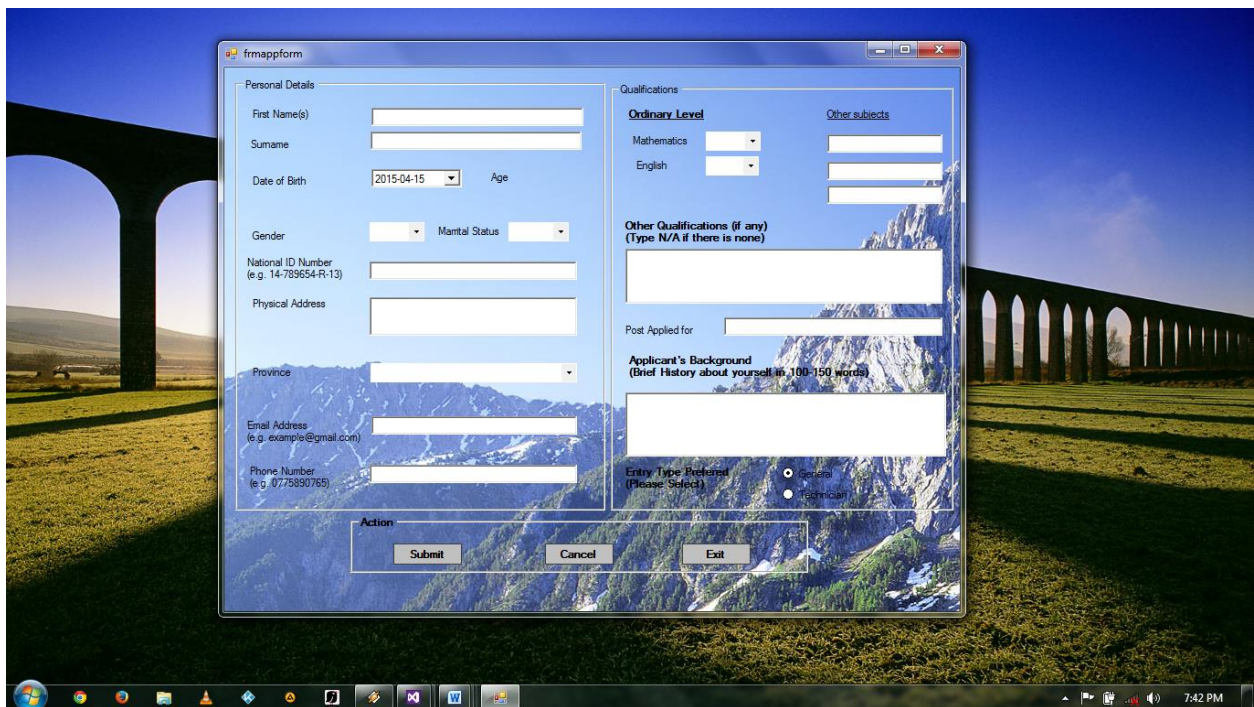 frmappform
Personal Details
First Name(s)
Surname
Date of Birth
2015-04-15
Age
Gender
Marrital Status
National ID Number
(e.g. 14-789654-R-13)
Physical Address
Province
Email Address
(e.g. example@gmail.com)
Phone Number
(e.g. 0775890765)
Qualifications
Ordinary Level
Other subjects
Mathematics
English
Other Qualifications (if any)
(Type N/A if there is none)
Post Applied for
Applicant's Background
(Brief History about yourself in 100-150 words)
Entry Type Prefered
(Please Select)
General
Technician
Action
Submit
Cancel
Exit
7:42 PM